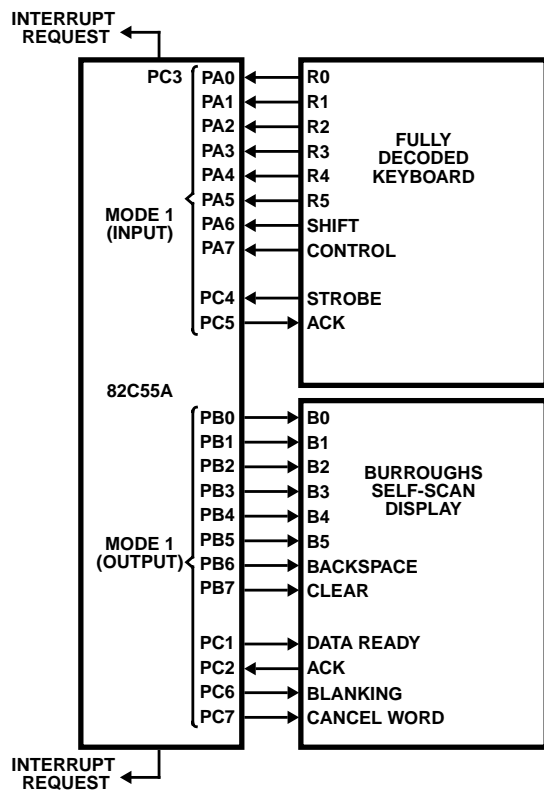 INTERRUPT
REQUEST
PC3 PA0 R0
PA1 R1
PA2 R2
PA3 R3
PA4 R4
PA5 R5
PA6 SHIFT
PA7 CONTROL
MODE 1
(INPUT)
FULLY
DECODED
KEYBOARD
PC4 STROBE
PC5 ACK
82C55A
PB0 B0
PB1 B1
PB2 B2
PB3 B3
PB4 B4
PB5 B5
PB6 BACKSPACE
PB7 CLEAR
MODE 1
(OUTPUT)
BURROUGHS
SELF-SCAN
DISPLAY
PC1 DATA READY
PC2 ACK
PC6 BLANKING
PC7 CANCEL WORD
INTERRUPT
REQUEST